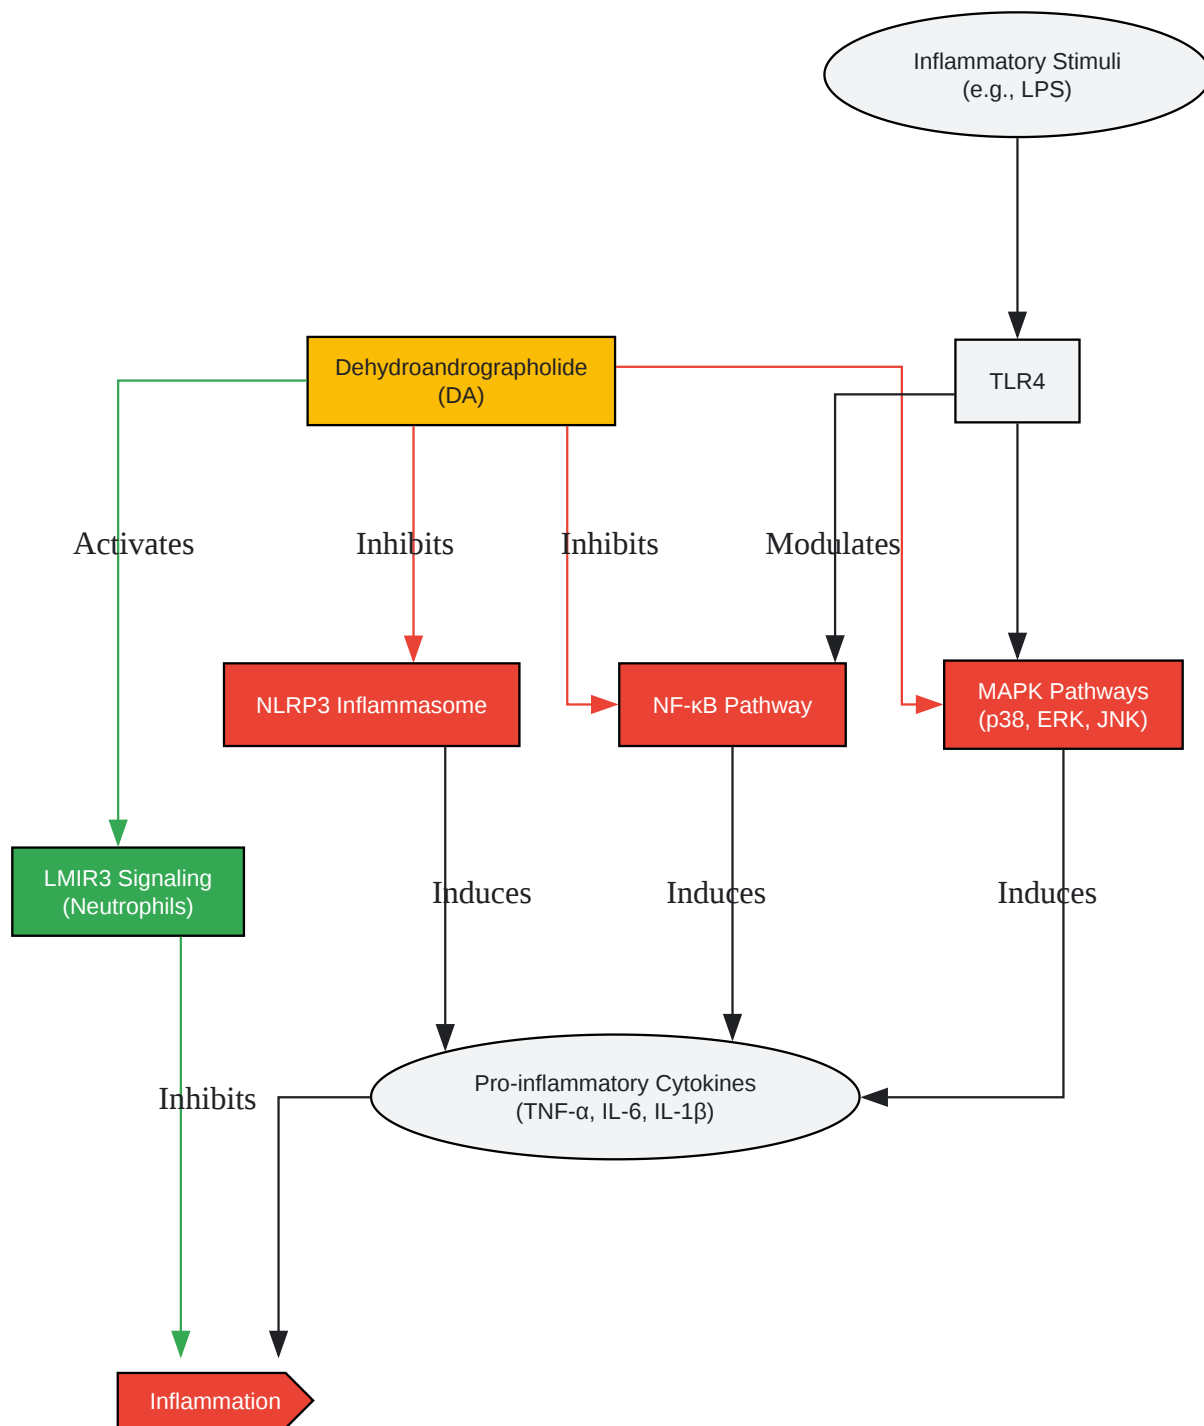 Inflammatory Stimuli
(e.g., LPS)
Dehydroandrographolide
(DA)
TLR4
Activates
Inhibits
Inhibits
Modulates
NLRP3 Inflammasome
NF-κB Pathway
MAPK Pathways
(p38, ERK, JNK)
LMIR3 Signaling
(Neutrophils)
Induces
Induces
Induces
Pro-inflammatory Cytokines
(TNF-α, IL-6, IL-1β)
Inhibits
Inflammation